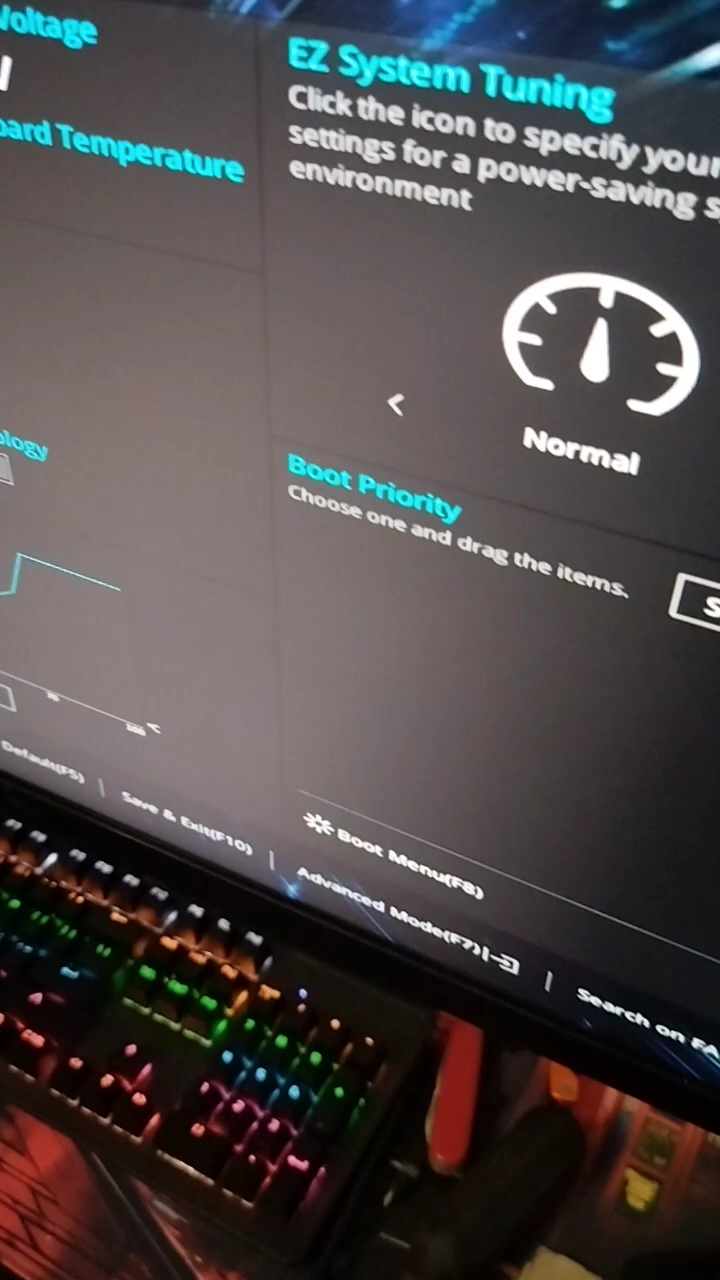 Voltage
EZ System Tuning
Click the icon to specify your
settings for a power-saving s
environment
oard Temperature
Normal
ology
Boot Priority
Choose one and drag the items.
S
°C
Default(F5)
Save & Exit(F10)
Boot Menu(F8)
Advanced Mode(F7)
Search on FA